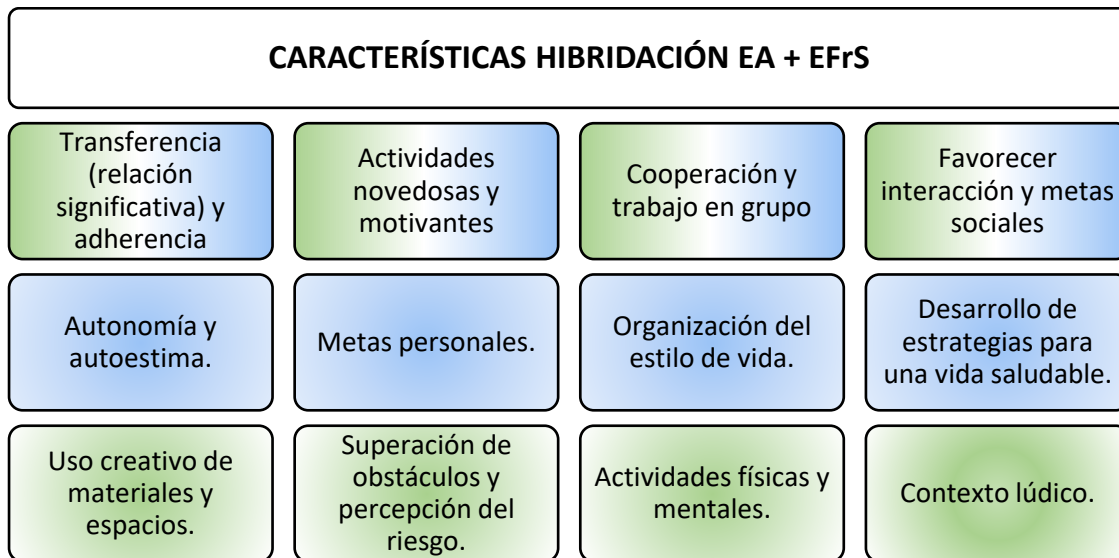 CARACTERÍSTICAS HIBRIDACIÓN EA + EFrS
Transferencia
(relación
significativa) y
adherencia
Actividades
novedosas y
motivantes
Cooperación y
trabajo en grupo
Favorecer
interacción y metas
sociales
Autonomía y
autoestima.
Metas personales.
Organización del
estilo de vida.
Desarrollo de
estrategias para
una vida saludable.
Uso creativo de
materiales y
espacios.
Superación de
obstáculos y
percepción del
riesgo.
Actividades físicas y
mentales.
Contexto lúdico.